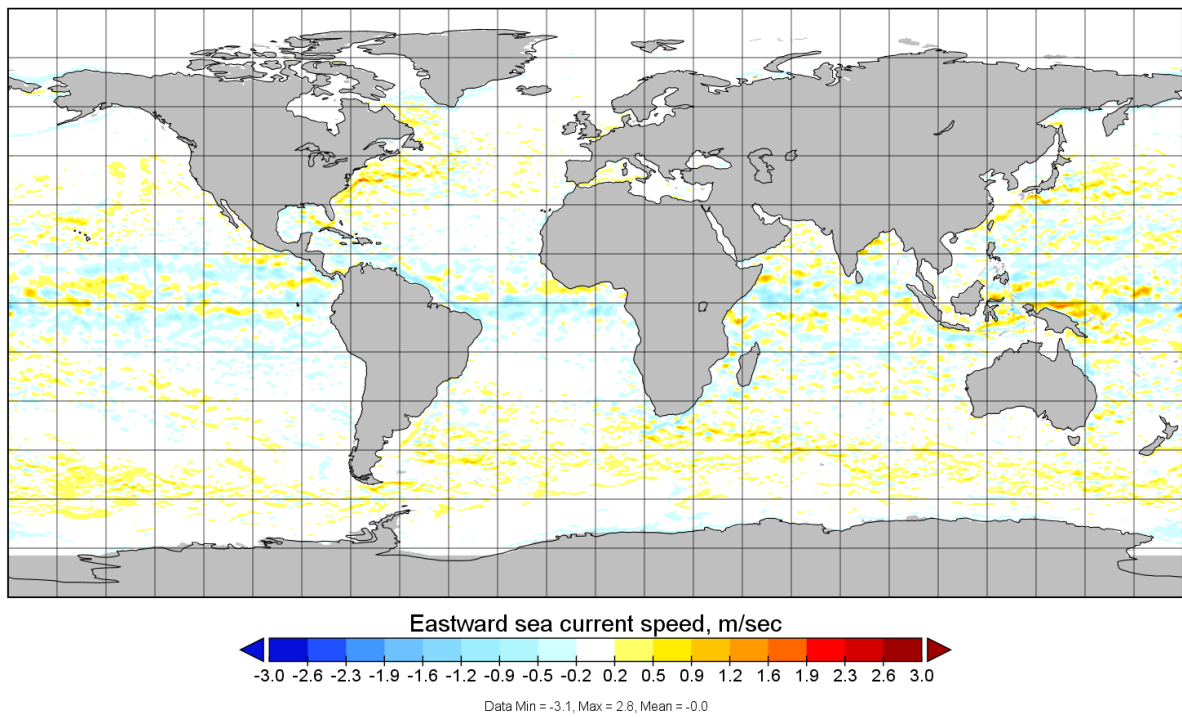 Eastward sea current speed, m/sec
-3.0 -2.6 -2.3 -1.9 -1.6 -1.2 -0.9 -0.5 -0.2 0.2 0.5 0.9 1.2 1.6 1.9 2.3 2.6 3.0
Data Min = -3.1, Max = 2.8, Mean = -0.0